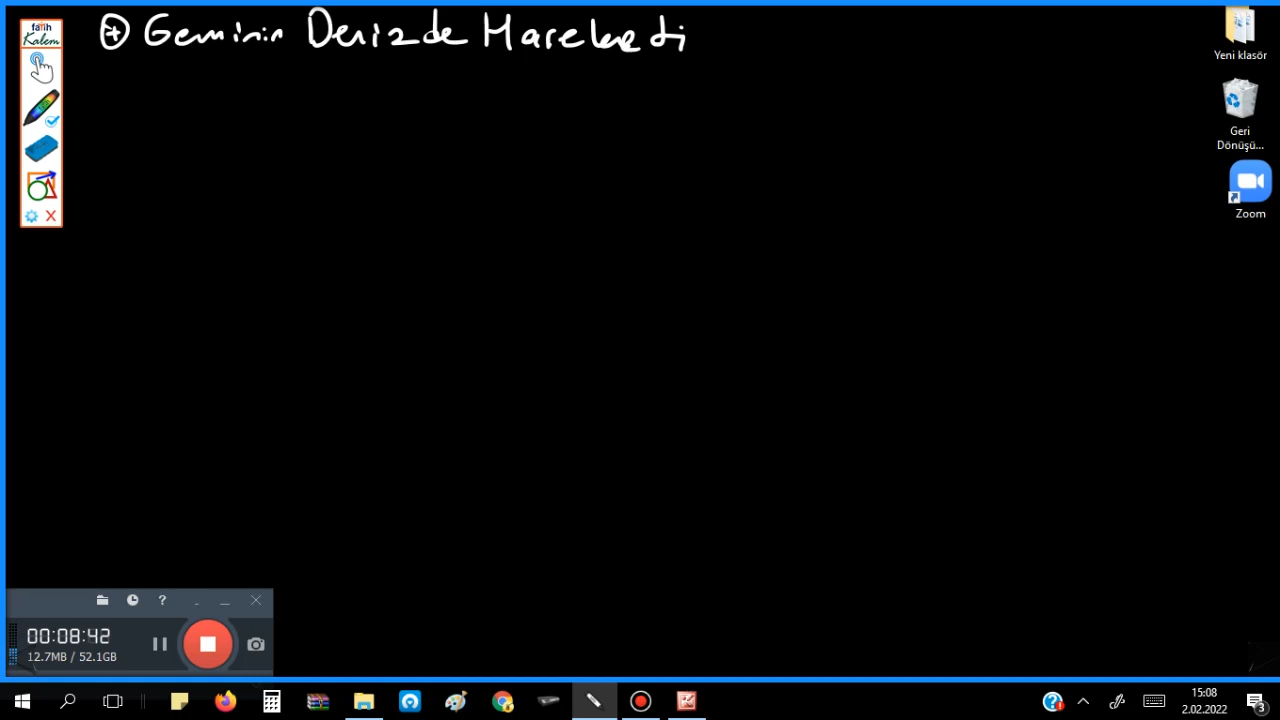 ⊕ Geminin Denizde Hareketi
fatih
Kalem
Yeni klasör
Geri
Dönüşü...
Zoom
00:08:42
12.7MB / 52.1GB
15:08
2.02.2022
3